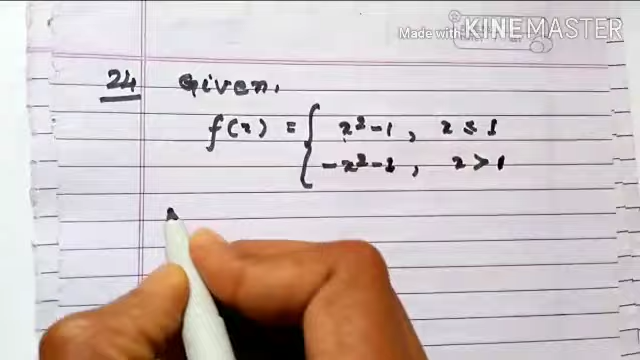 Made with KINEMASTER
24 Given.
f(x) = { x² - 1 , x ≤ 1
-x² - 1 , x > 1